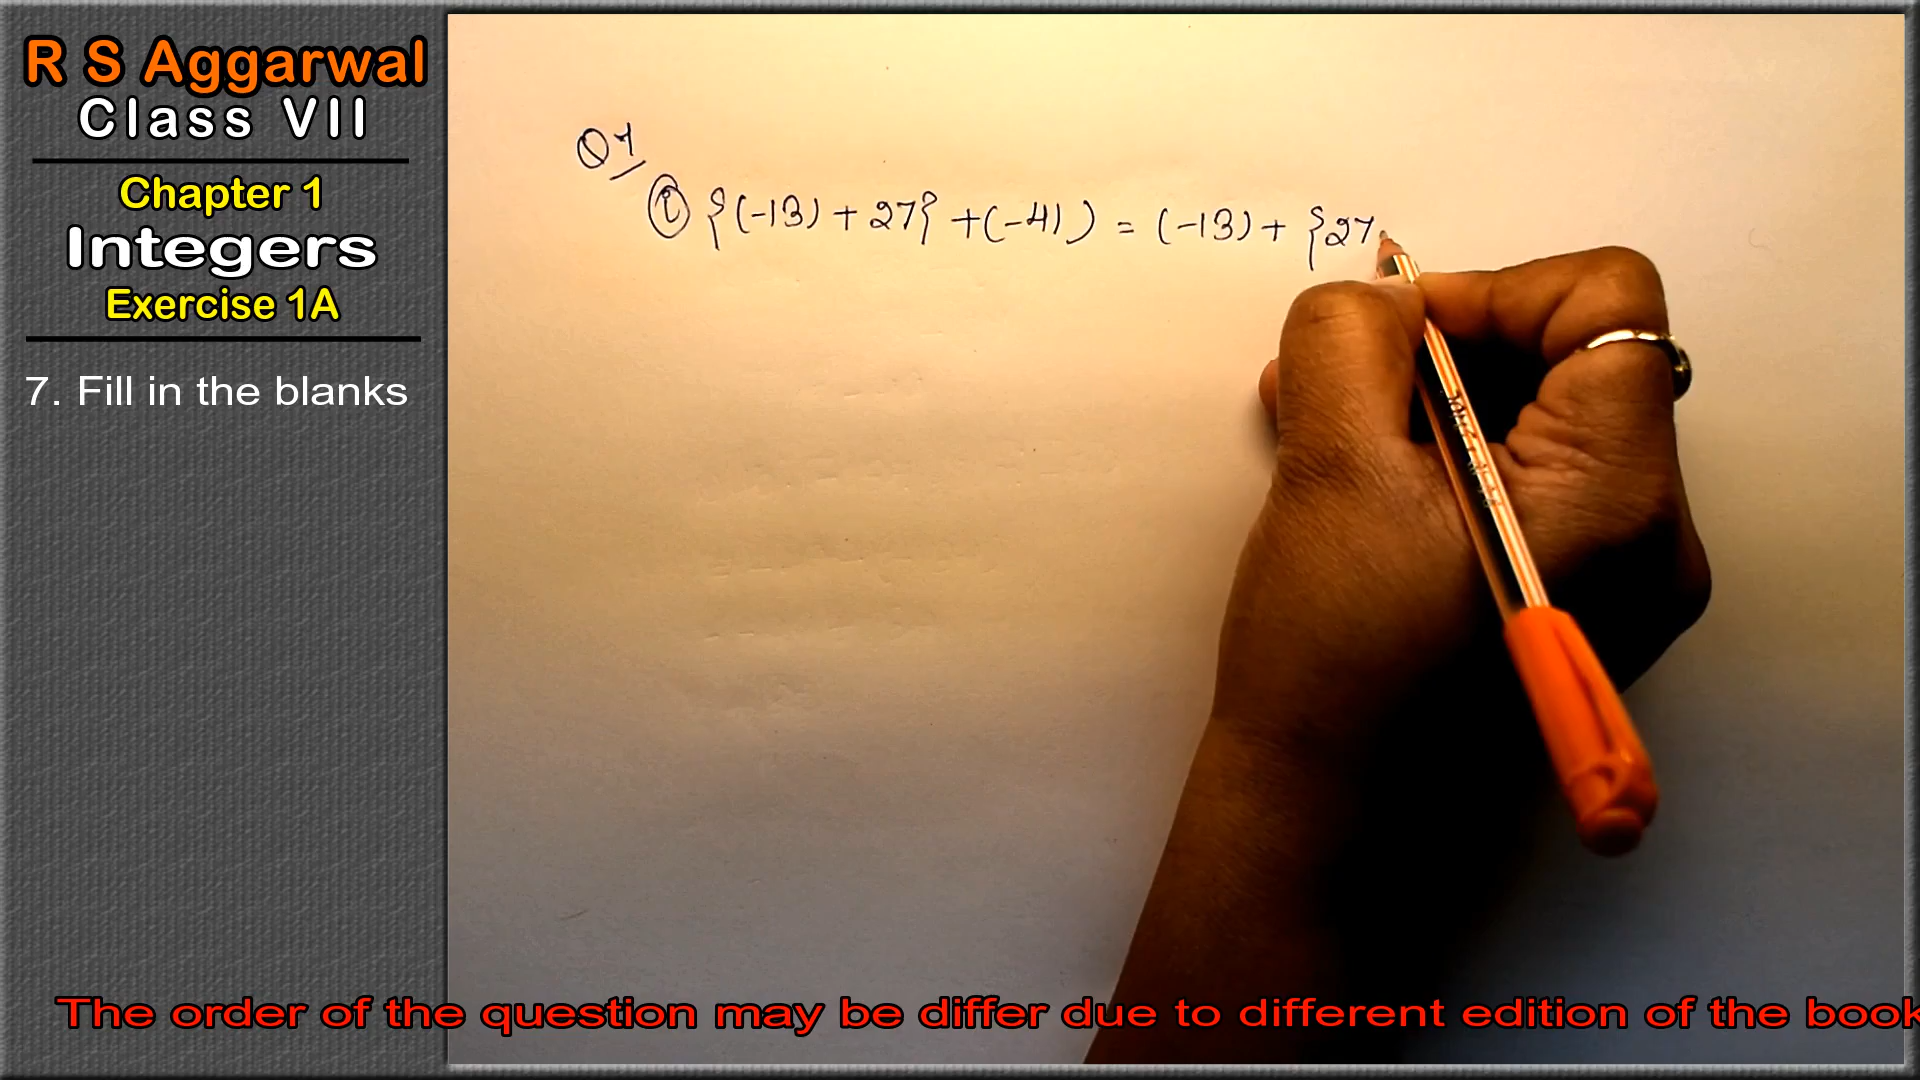 R S Aggarwal
Class VII
Chapter 1
Integers
Exercise 1A
7. Fill in the blanks
Q7
(i) {(-13) + 27} + (-41) ) = (-13) + {27
The order of the question may be differ due to different edition of the book